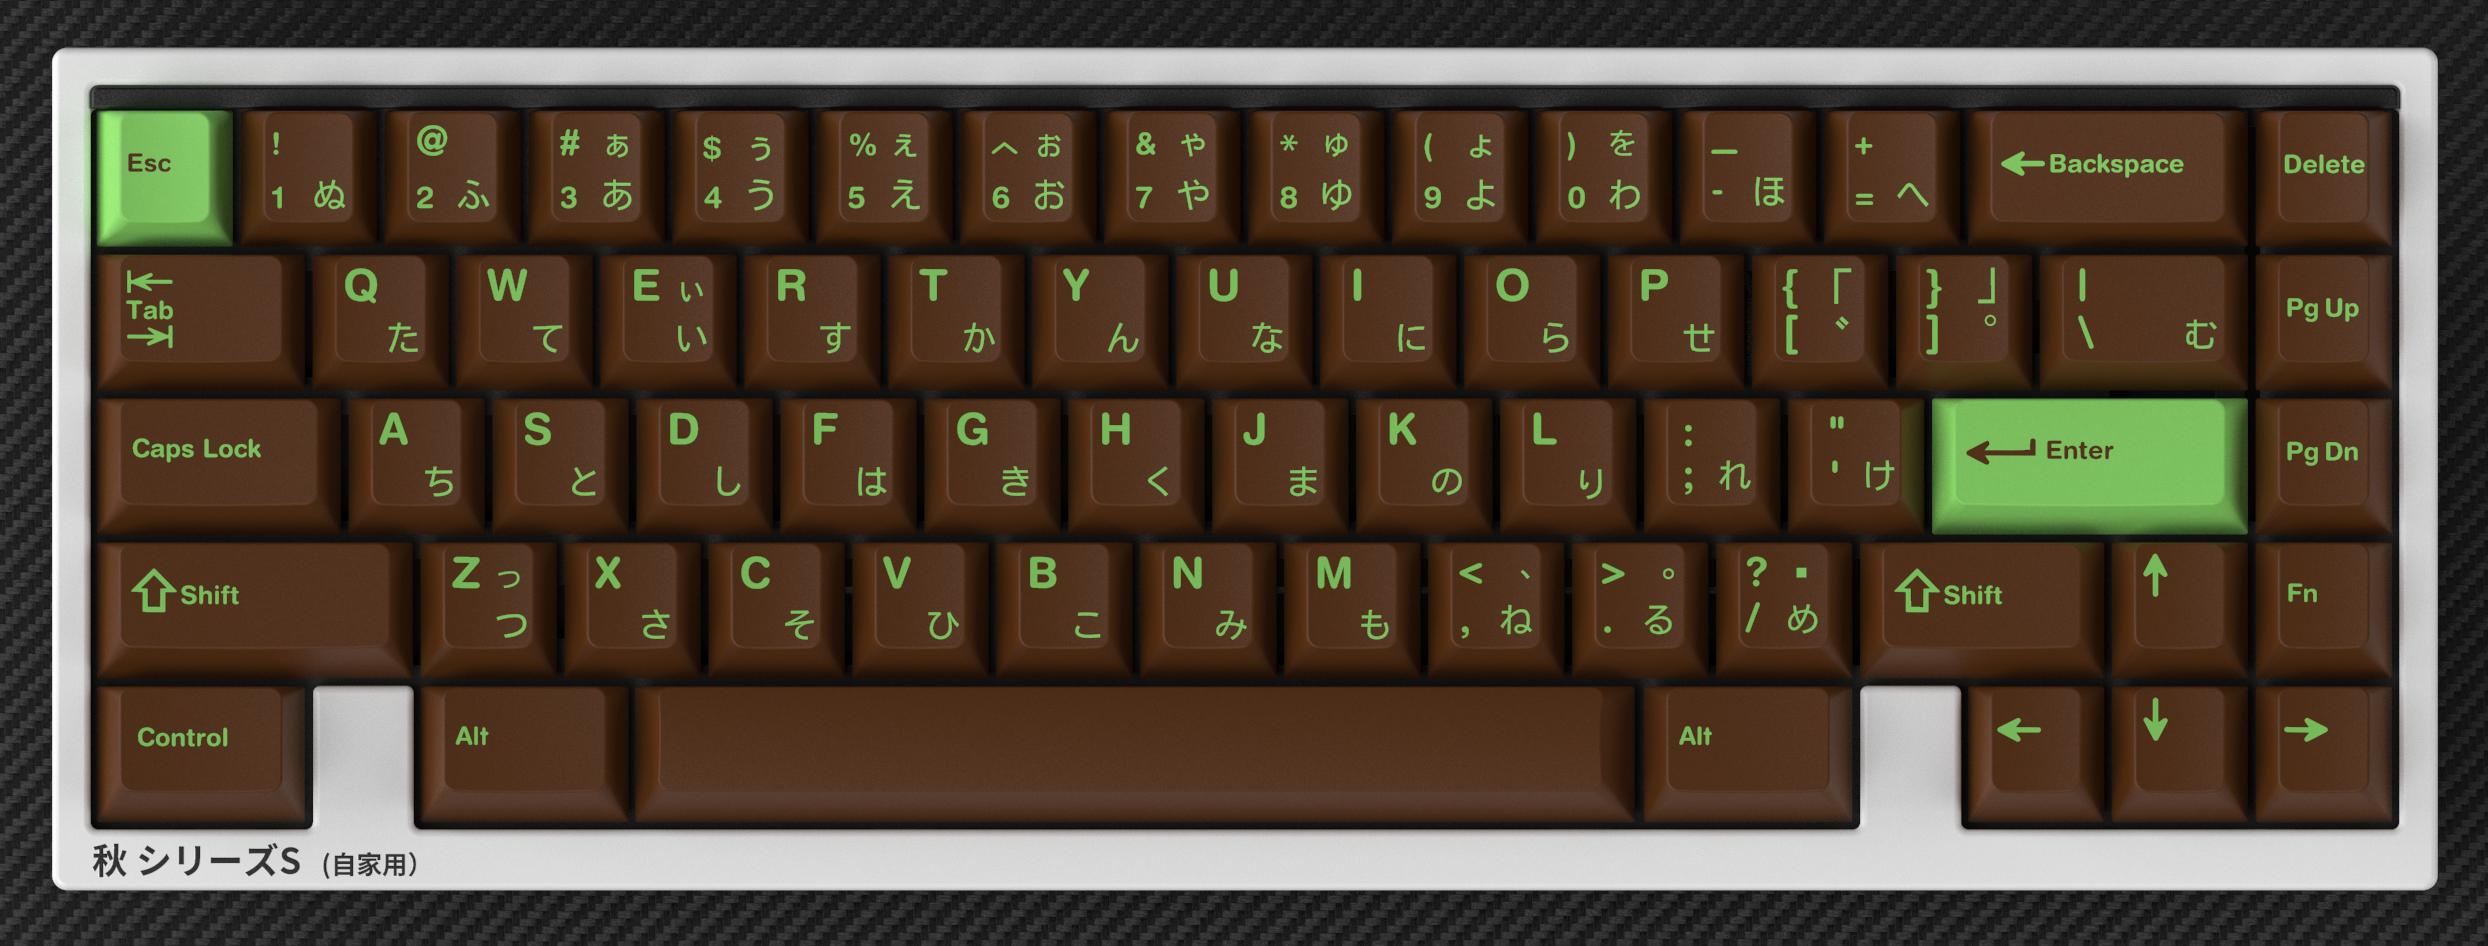 Esc ! 1 ぬ @ 2 ふ # ぁ 3 あ $ ぅ 4 う % ぇ 5 え ^ ぉ 6 お & ゃ 7 や * ゅ 8 ゆ ( ょ 9 よ ) を 0 わ _ - ほ + = へ ← Backspace Delete
⇤ Tab ⇥ Q た W て E ぃ い R す T か Y ん U な I に O ら P せ { 「 [ ゛ } 」 ] ゜ | \ む Pg Up
Caps Lock A ち S と D し F は G き H く J ま K の L り : ; れ " ' け ↵ Enter Pg Dn
⇧ Shift Z っ つ X さ C そ V ひ B こ N み M も < 、 , ね > 。 . る ? ・ / め ⇧ Shift ↑ Fn
Control Alt Alt ← ↓ →
秋 シリーズS (自家用)